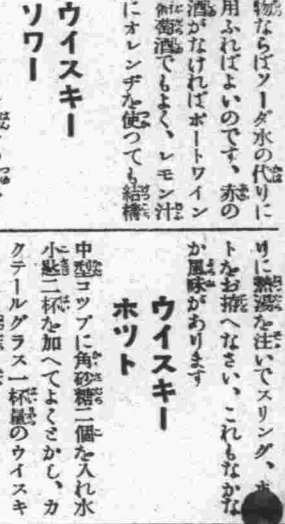 物ならばソーダ水の代りに
用ふればよいのです、赤の
酒がなければポートワイン
葡萄酒でもよく、レモン汁
にオレンヂを使つても結構
ウイスキー
ソワー
りに熱湯を注いでスリング、ホ
トをお拵へなさい、これもなかな
か風味があります
ウイスキー
ホツト
中型コツプに角砂糖二個を入れ水
小匙二杯を加へてよくとかし、カ
クテールグラス一杯量のウイスキ